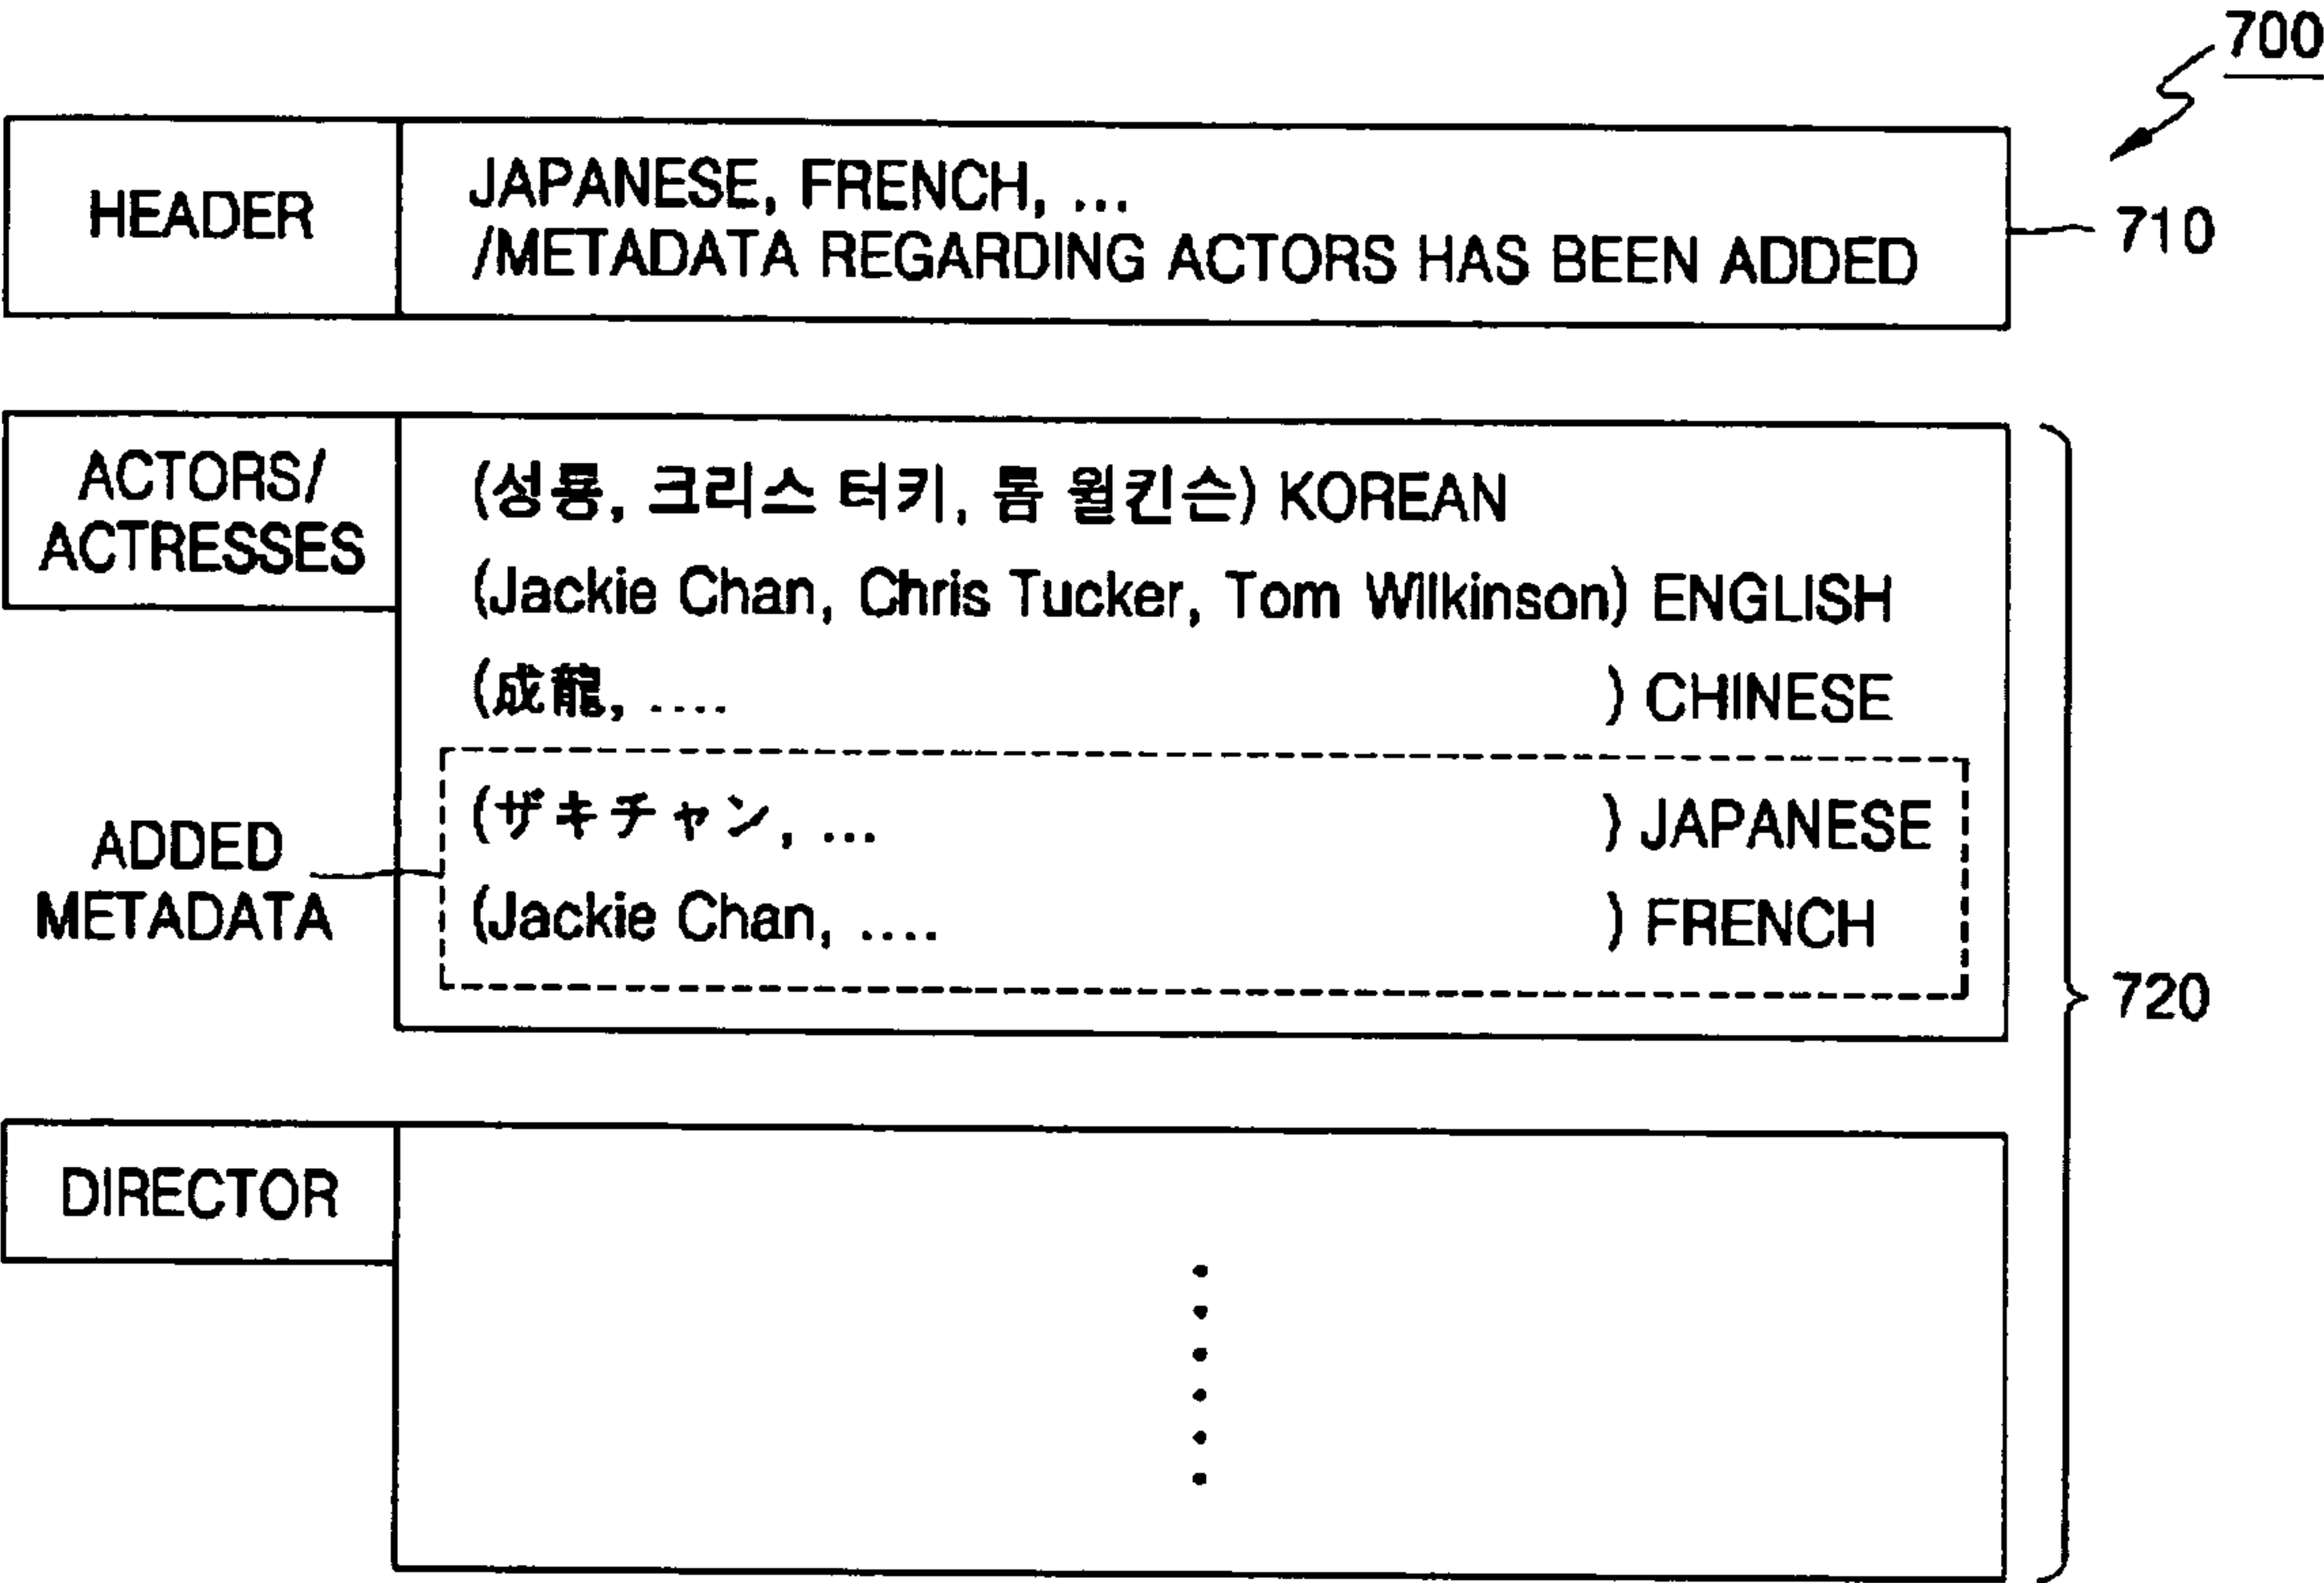 700
HEADER
JAPANESE, FRENCH, ...
/METADATA REGARDING ACTORS HAS BEEN ADDED
710
ACTORS/
ACTRESSES
(성룡, 크리스 터키, 톰 윌킨슨) KOREAN
(Jackie Chan, Chris Tucker, Tom Wilkinson) ENGLISH
(成龍, .... ) CHINESE
ADDED
METADATA
(ザキチャン, ... ) JAPANESE
(Jackie Chan, .... ) FRENCH
720
DIRECTOR